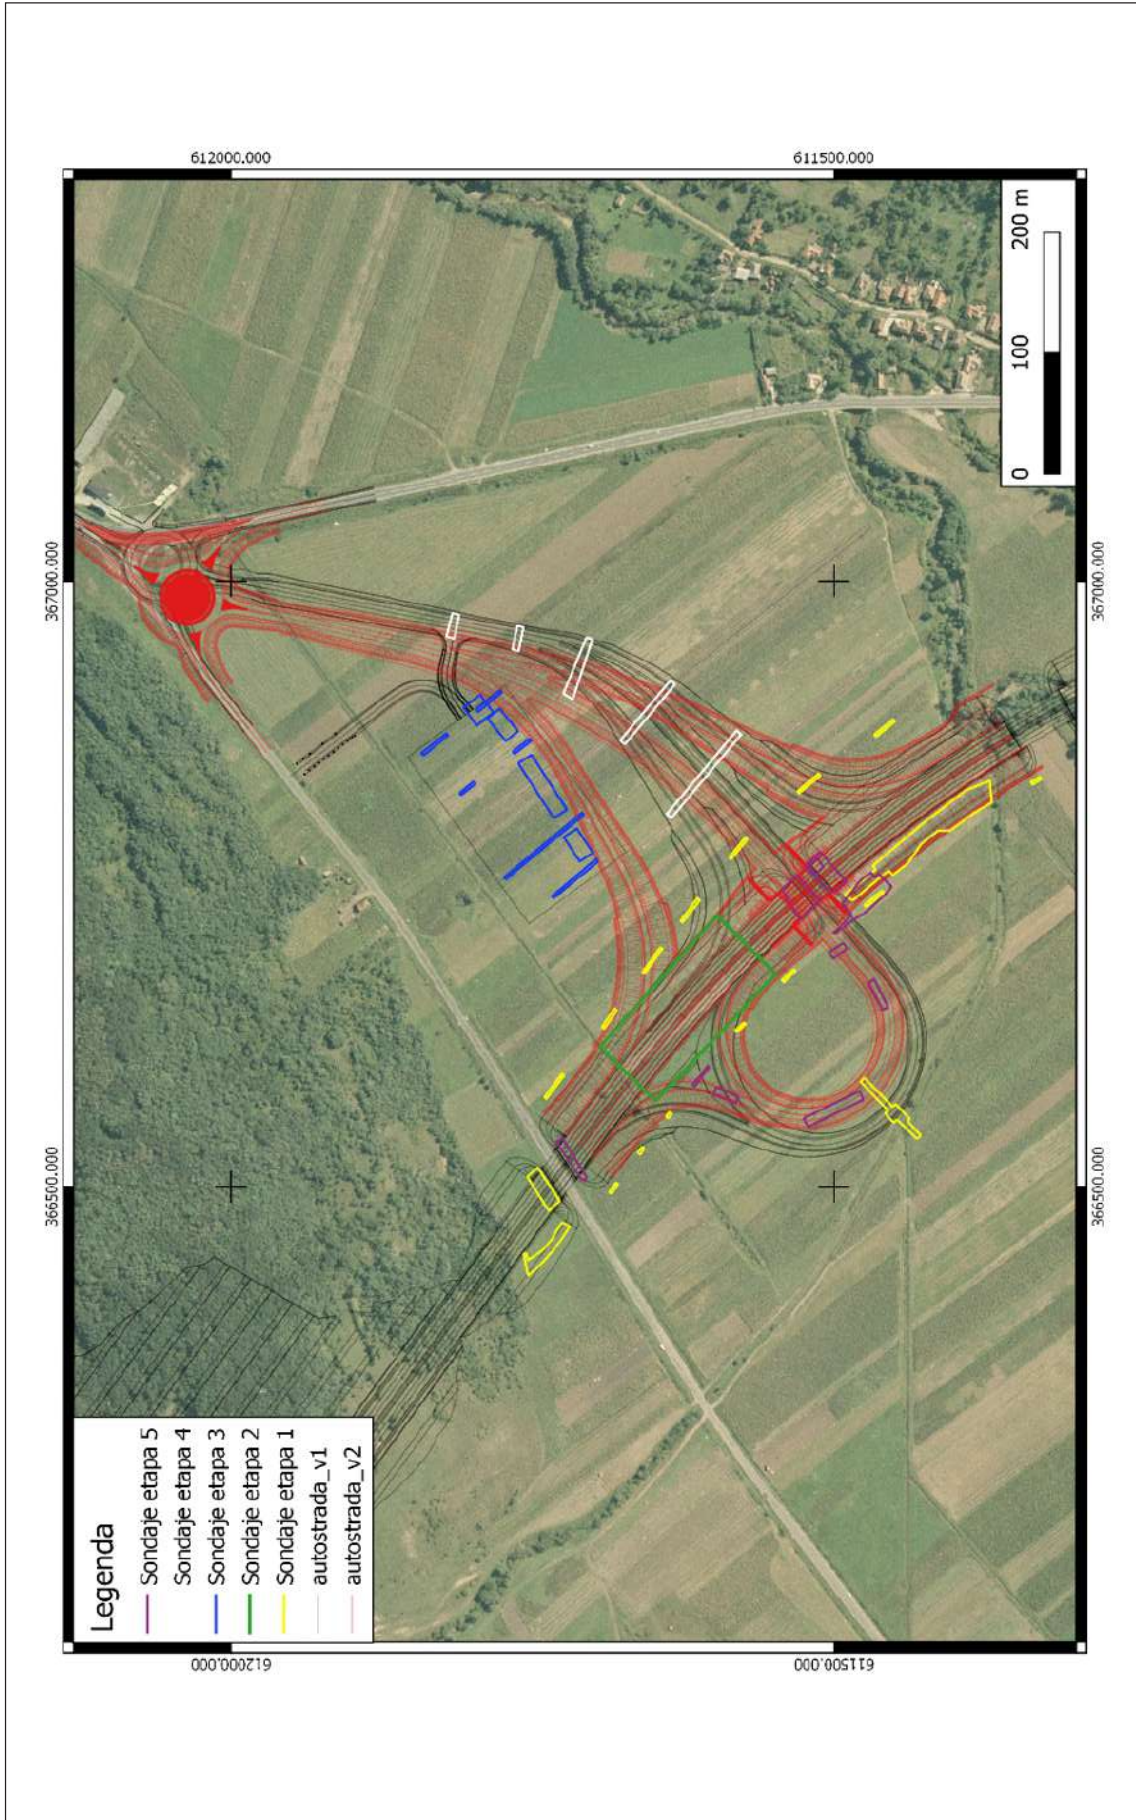 612000.000
611500.000
367000.000
367000.000
366500.000
366500.000
612000.000
611500.000
Legenda
Sondaje etapa 5
Sondaje etapa 4
Sondaje etapa 3
Sondaje etapa 2
Sondaje etapa 1
autostrada_v1
autostrada_v2
0 100 200 m